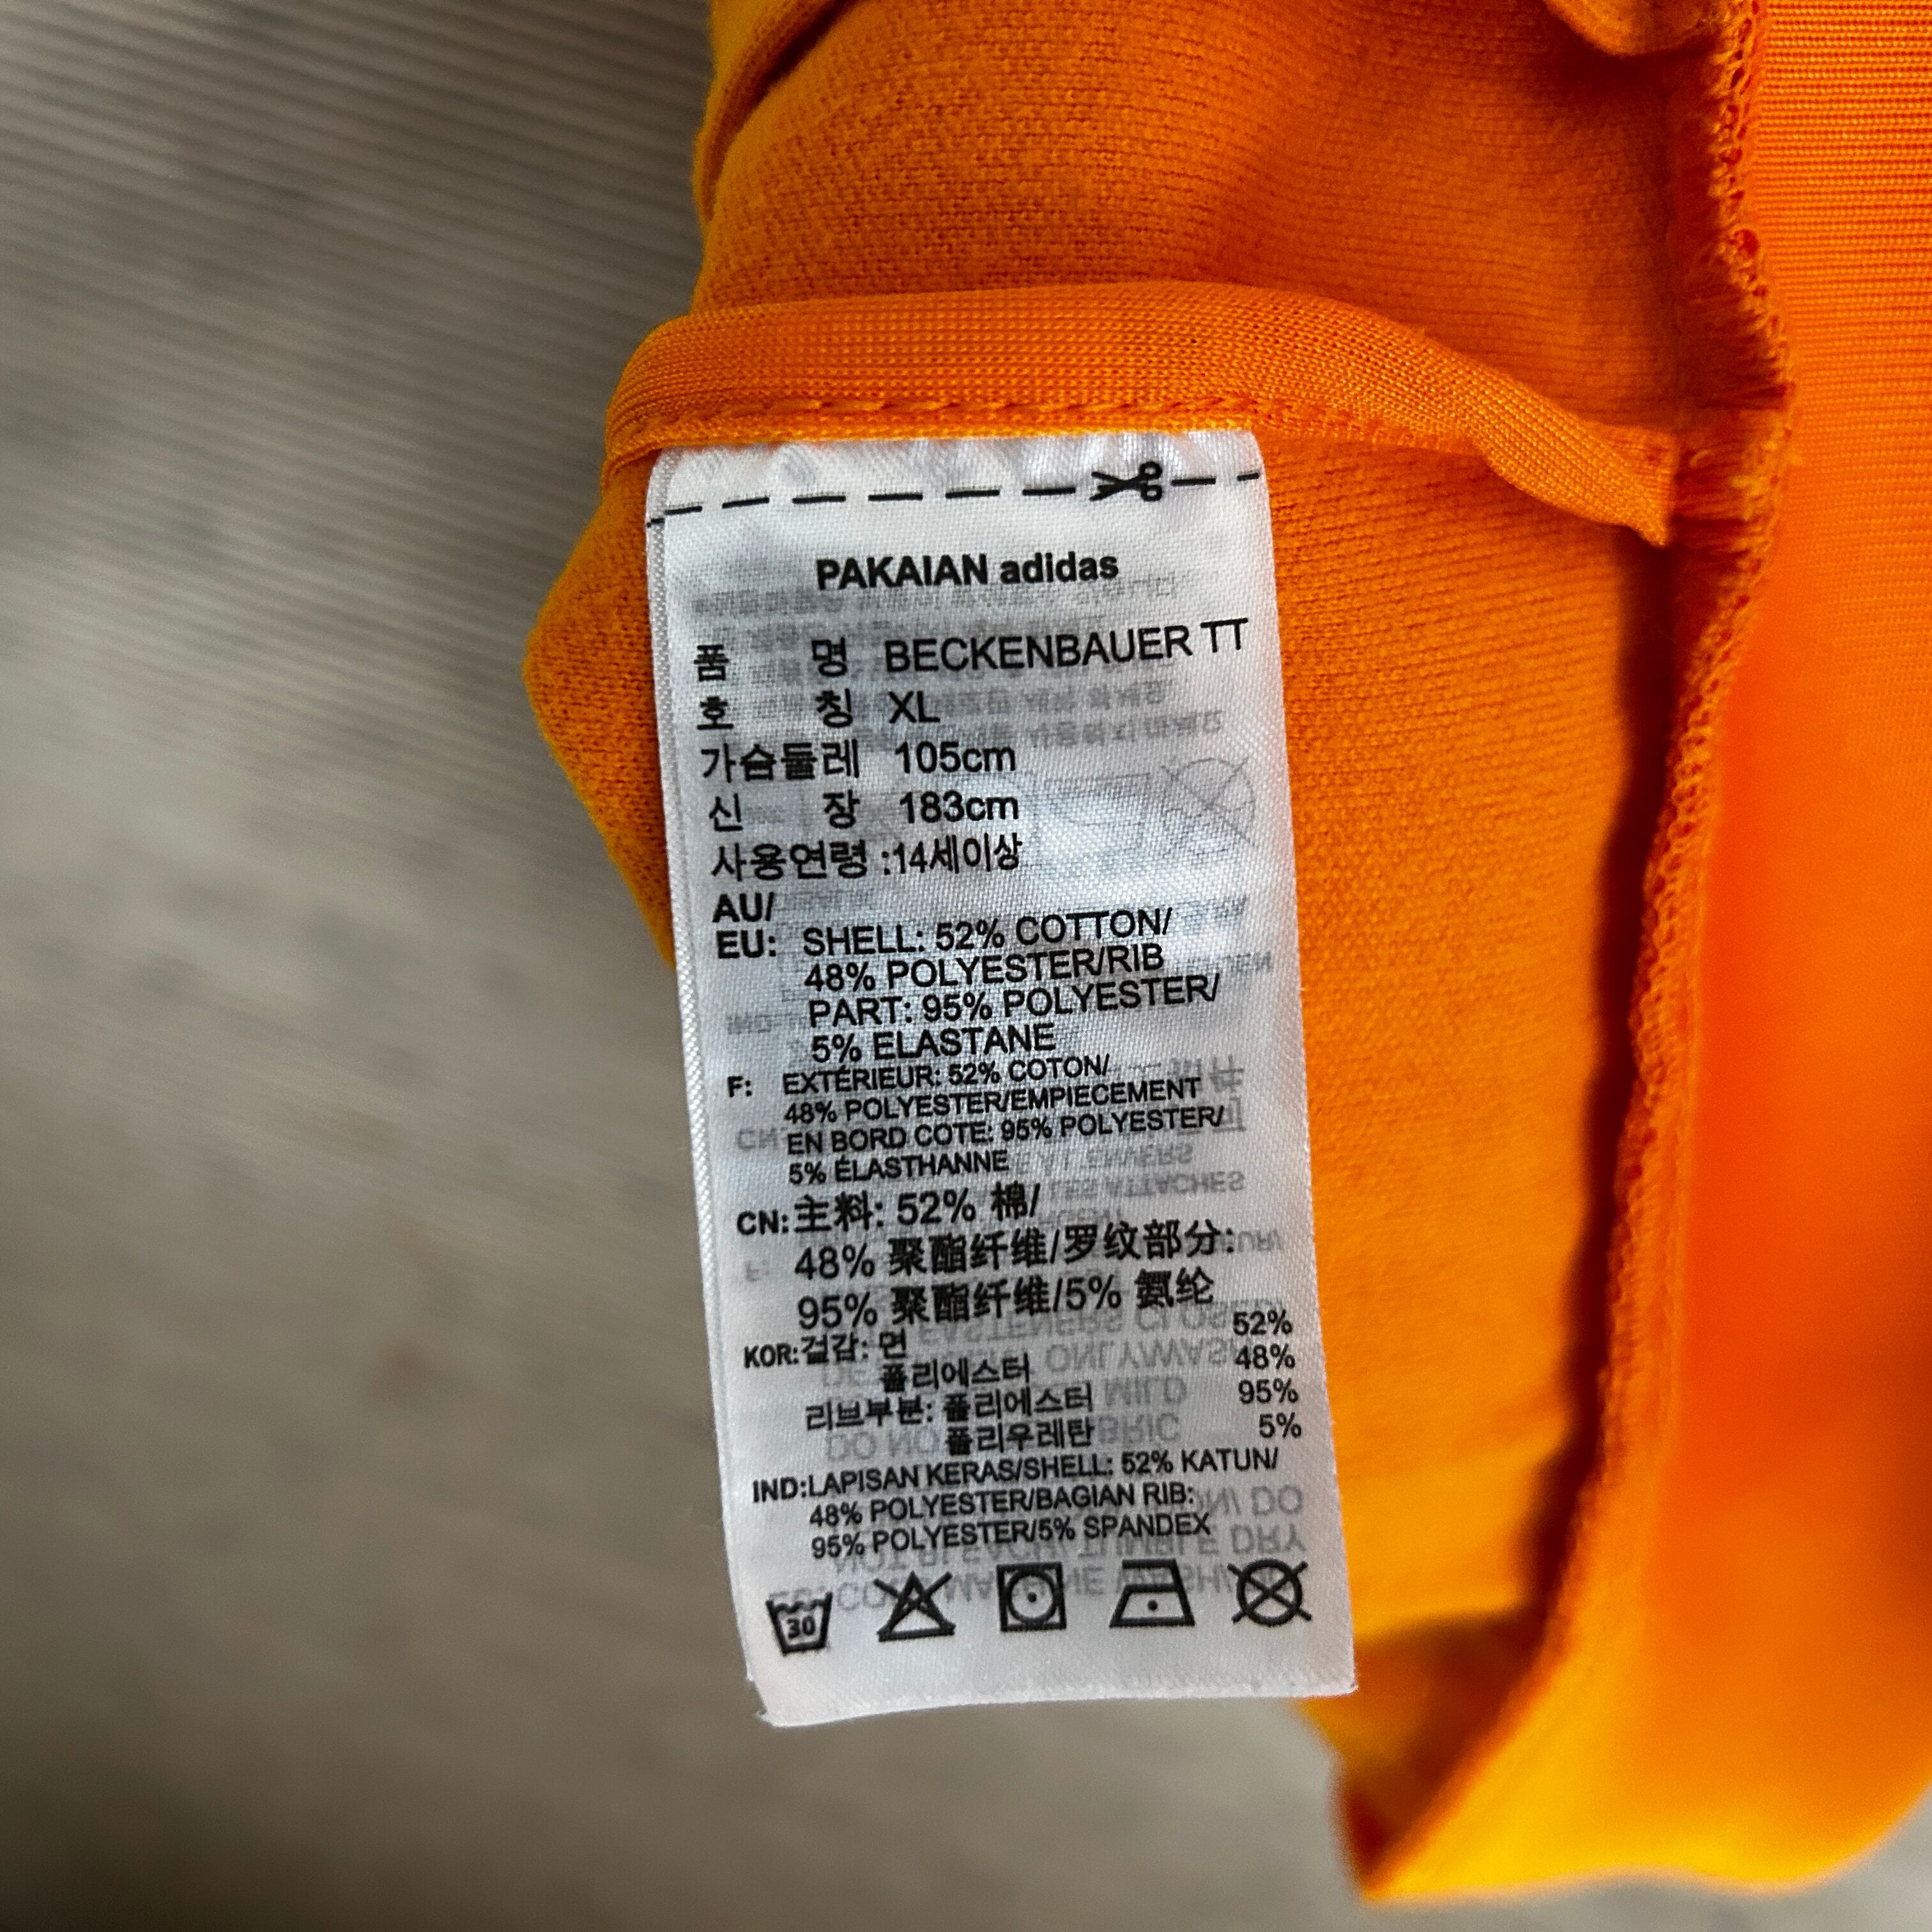 PAKAIAN adidas
품 명 BECKENBAUER TT
호 칭 XL
가슴둘레 105cm
신 장 183cm
사용연령 :14세이상
AU/
EU: SHELL: 52% COTTON/
48% POLYESTER/RIB
PART: 95% POLYESTER/
5% ELASTANE
F: EXTÉRIEUR: 52% COTON/
48% POLYESTER/EMPIECEMENT
EN BORD COTE: 95% POLYESTER/
5% ÉLASTHANNE
CN: 主料: 52% 棉/
48% 聚酯纤维/罗纹部分:
95% 聚酯纤维/5% 氨纶
KOR:겉감: 면 52%
폴리에스터 48%
리브부분: 폴리에스터 95%
폴리우레탄 5%
IND:LAPISAN KERAS/SHELL: 52% KATUN/
48% POLYESTER/BAGIAN RIB:
95% POLYESTER/5% SPANDEX
30